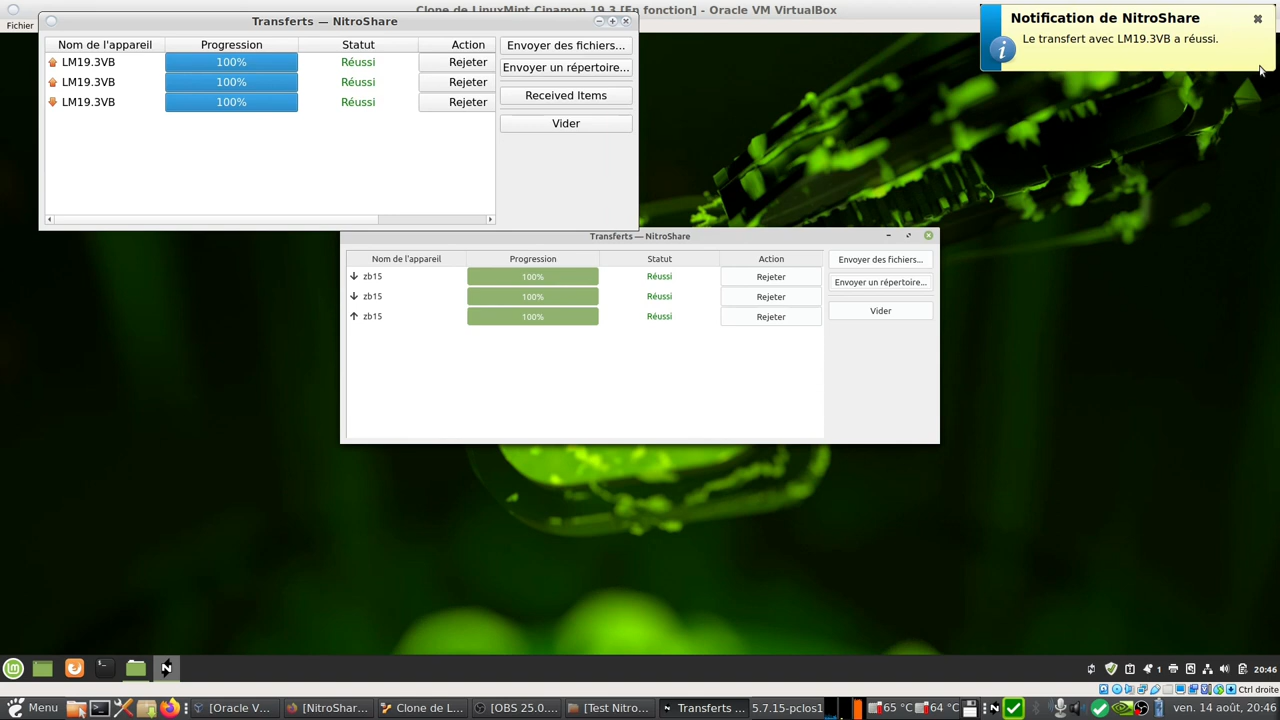 Clone de LinuxMint Cinamon 19.3 [En fonction] - Oracle VM VirtualBox
Fichier
Transferts — NitroShare
Nom de l'appareil Progression Statut Action
LM19.3VB 100% Réussi Rejeter
LM19.3VB 100% Réussi Rejeter
LM19.3VB 100% Réussi Rejeter
Envoyer des fichiers...
Envoyer un répertoire...
Received Items
Vider
Notification de NitroShare
Le transfert avec LM19.3VB a réussi.
Transferts — NitroShare
Nom de l'appareil Progression Statut Action
zb15 100% Réussi Rejeter
zb15 100% Réussi Rejeter
zb15 100% Réussi Rejeter
Envoyer des fichiers...
Envoyer un répertoire...
Vider
1 20:46
Ctrl droite
Menu [Oracle V... [NitroShar... Clone de L... [OBS 25.0.... [Test Nitro... Transferts ... 5.7.15-pclos1 65 °C 64 °C ven. 14 août, 20:46